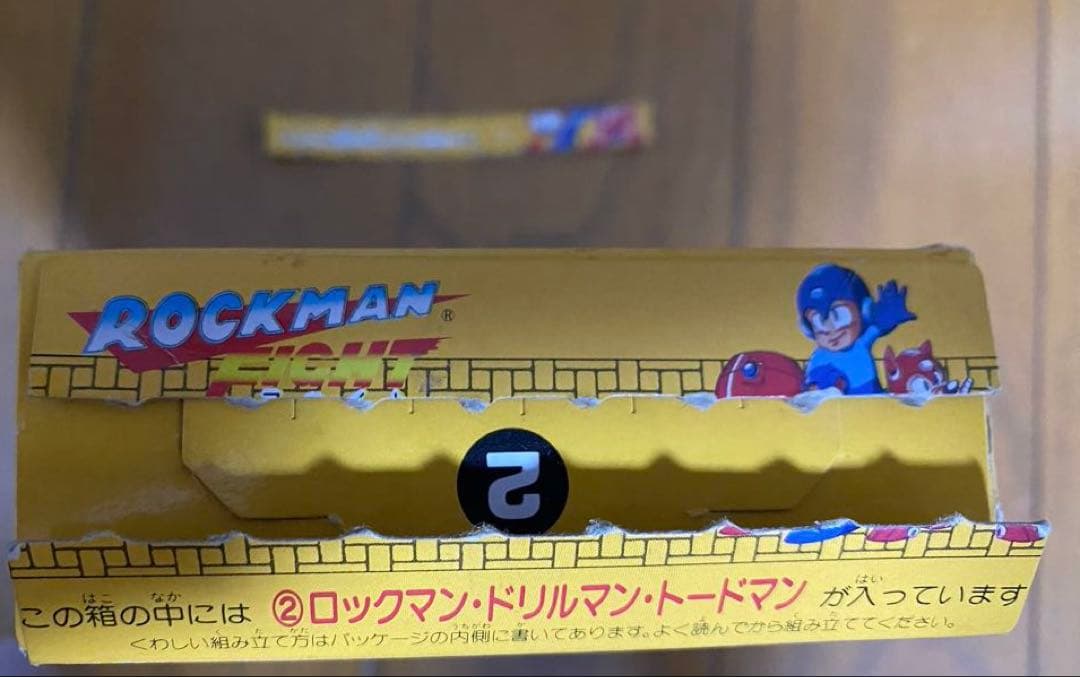 ROCKMAN®
EIGHT
2
この箱の中には ②ロックマン・ドリルマン・トードマン が入っています
くわしい組み立て方はパッケージの内側に書いてあります。よく読んでから組み立ててください。